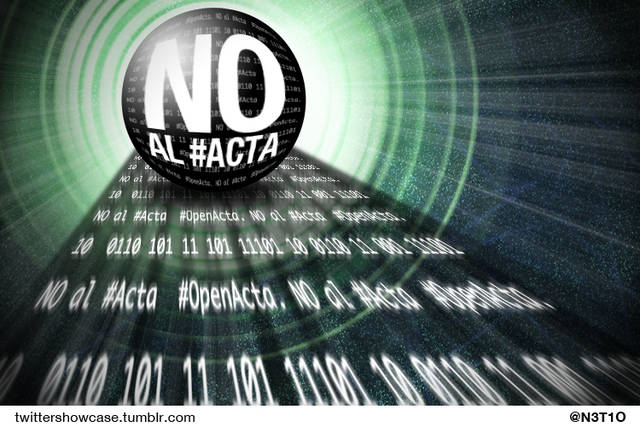 NO
AL #ACTA
NO al #Acta #OpenActa. NO al #Acta #OpenActa.
10 0110 101 11 101 11101 10 0110 11 001 11101
NO al #Acta #OpenActa. NO al #Acta #OpenActa.
10 0110 101 11 101 11101 10 0110 11 001
twittershowcase.tumblr.com
@N3T1O